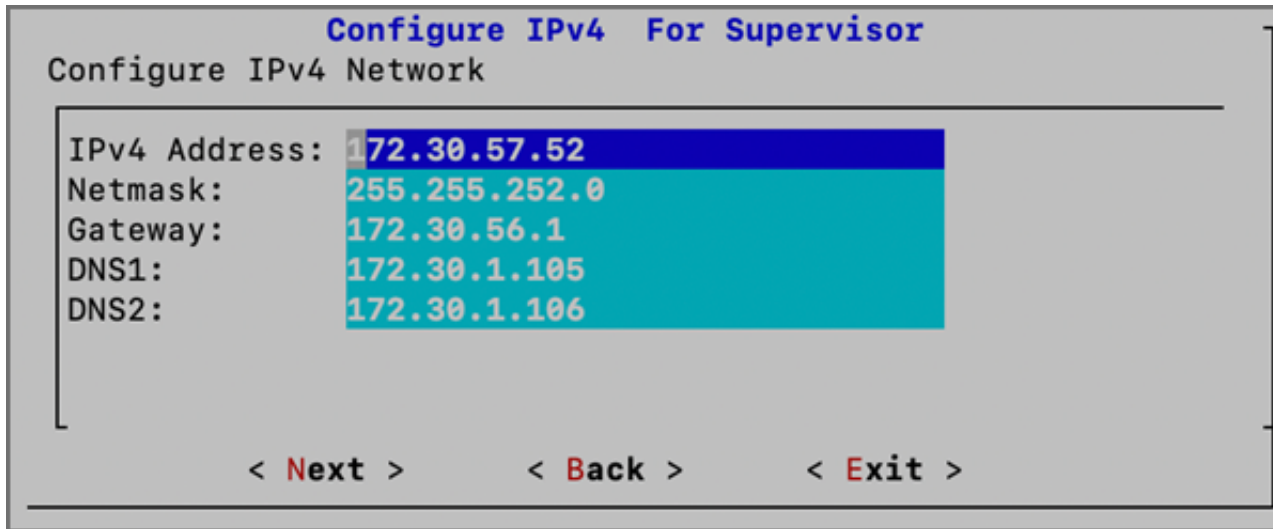 Configure IPv4  For Supervisor
Configure IPv4 Network
IPv4 Address: 172.30.57.52
Netmask: 255.255.252.0
Gateway: 172.30.56.1
DNS1: 172.30.1.105
DNS2: 172.30.1.106
< Next > < Back > < Exit >